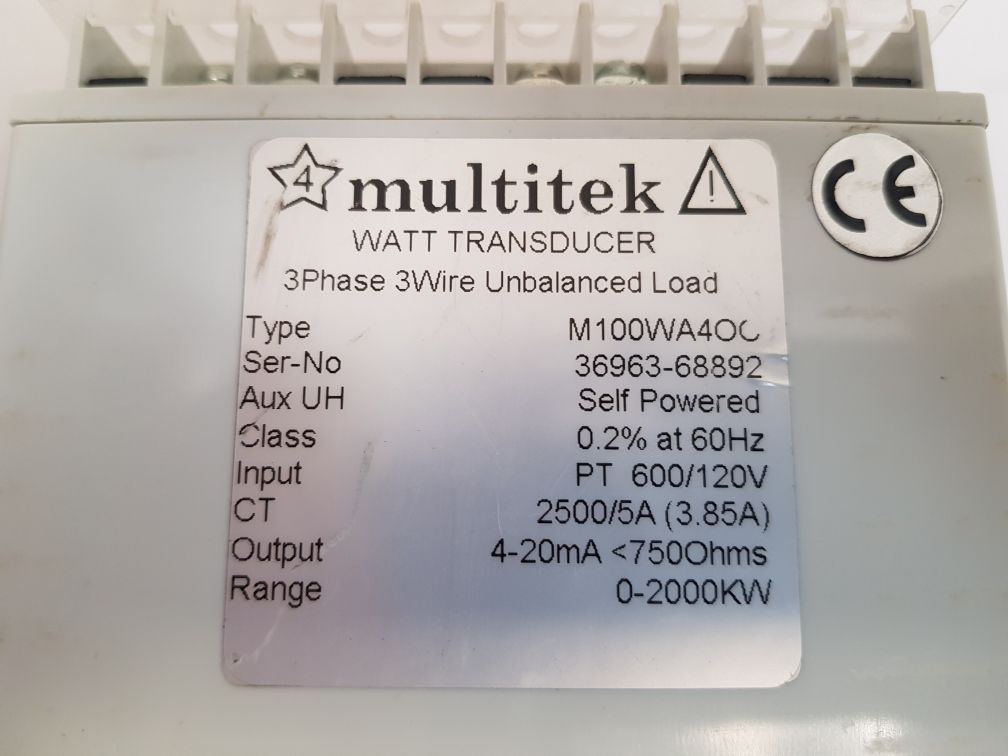 4 multitek !
CE
WATT TRANSDUCER
3Phase 3Wire Unbalanced Load
Type M100WA4OC
Ser-No 36963-68892
Aux UH Self Powered
Class 0.2% at 60Hz
Input PT 600/120V
CT 2500/5A (3.85A)
Output 4-20mA <750Ohms
Range 0-2000KW